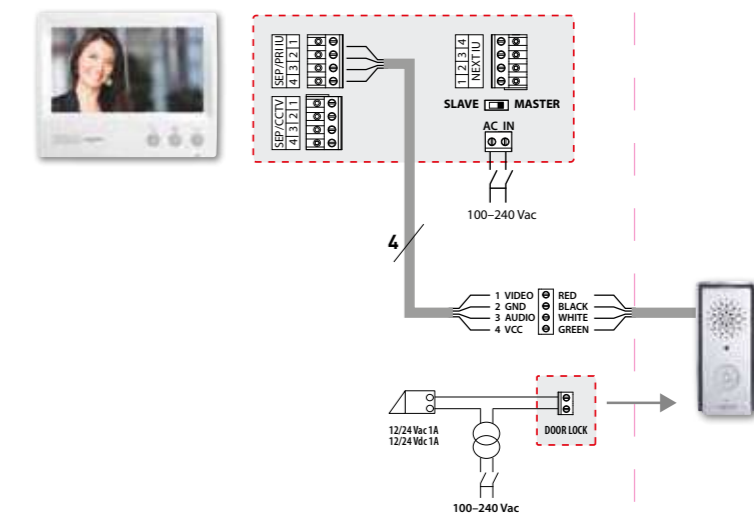 SEP/PRI IU
4 3 2 1
1 2 3 4
NEXT IU
SEP/CCTV
4 3 2 1
SLAVE MASTER
AC IN
100–240 Vac
4
1 VIDEO RED
2 GND BLACK
3 AUDIO WHITE
4 VCC GREEN
12/24 Vac 1A
12/24 Vdc 1A
DOOR LOCK
100–240 Vac